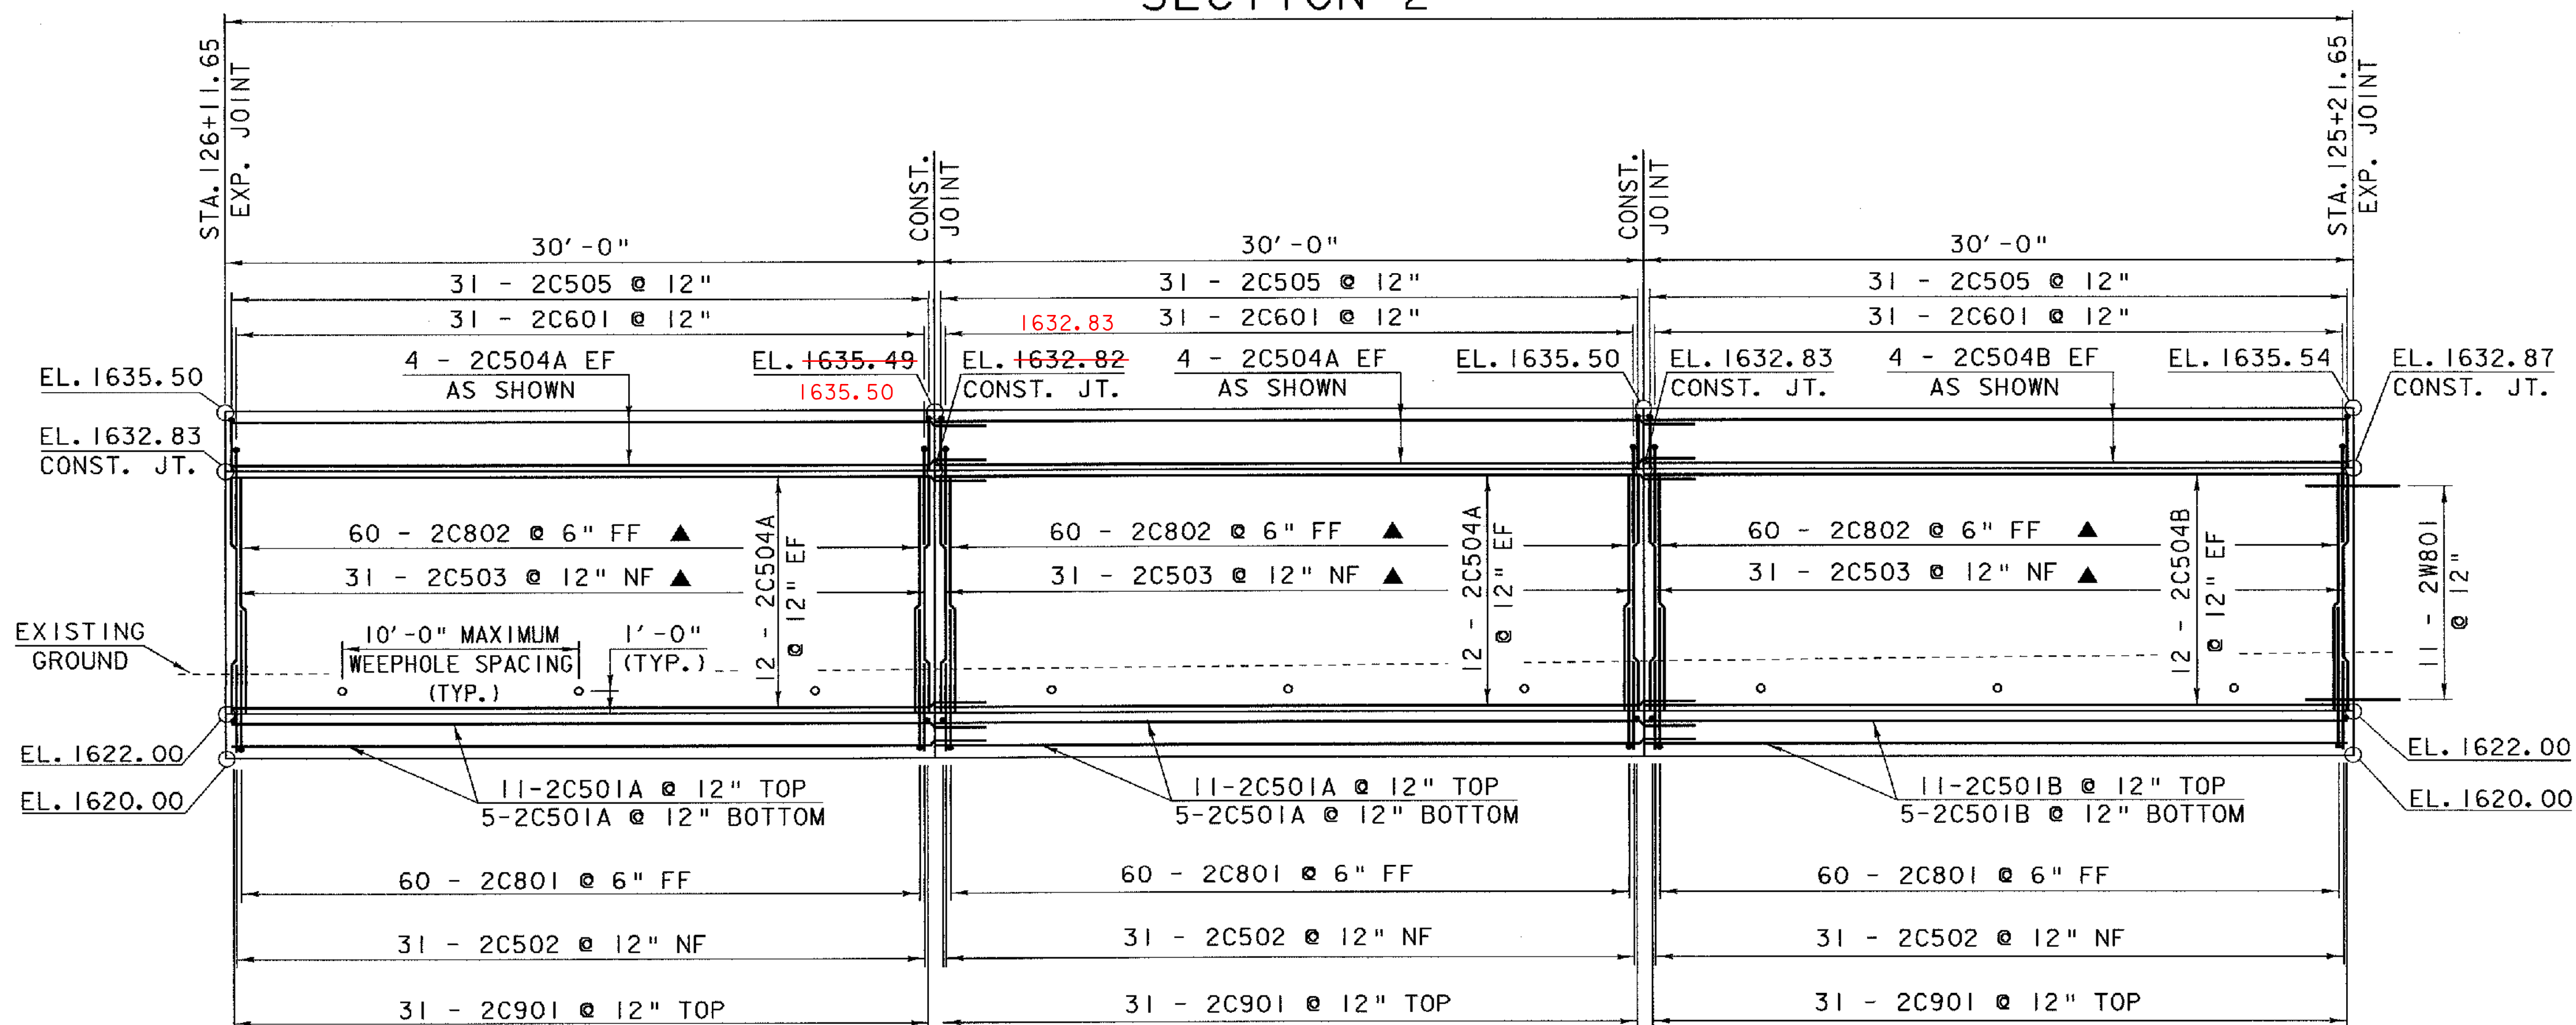 SECTION 2
STA. 126+11.65
EXP. JOINT
CONST.
JOINT
CONST.
JOINT
STA. 125+21.65
EXP. JOINT
30'-0"
30'-0"
30'-0"
31 - 2C505 @ 12"
31 - 2C505 @ 12"
31 - 2C505 @ 12"
31 - 2C601 @ 12"
1632.83
31 - 2C601 @ 12"
31 - 2C601 @ 12"
EL. 1635.50
4 - 2C504A EF
AS SHOWN
EL. 1635.49
1635.50
EL. 1632.82
CONST. JT.
4 - 2C504A EF
AS SHOWN
EL. 1635.50
EL. 1632.83
CONST. JT.
4 - 2C504B EF
AS SHOWN
EL. 1635.54
EL. 1632.87
CONST. JT.
EL. 1632.83
CONST. JT.
60 - 2C802 @ 6" FF ▲
31 - 2C503 @ 12" NF ▲
12 - 2C504A
@ 12" EF
60 - 2C802 @ 6" FF ▲
31 - 2C503 @ 12" NF ▲
12 - 2C504A
@ 12" EF
60 - 2C802 @ 6" FF ▲
31 - 2C503 @ 12" NF ▲
12 - 2C504B
@ 12" EF
11 - 2W801
@ 12"
EXISTING
GROUND
10'-0" MAXIMUM
WEEPHOLE SPACING
(TYP.)
1'-0"
(TYP.)
EL. 1622.00
EL. 1620.00
11-2C501A @ 12" TOP
5-2C501A @ 12" BOTTOM
11-2C501A @ 12" TOP
5-2C501A @ 12" BOTTOM
11-2C501B @ 12" TOP
5-2C501B @ 12" BOTTOM
EL. 1622.00
EL. 1620.00
60 - 2C801 @ 6" FF
60 - 2C801 @ 6" FF
60 - 2C801 @ 6" FF
31 - 2C502 @ 12" NF
31 - 2C502 @ 12" NF
31 - 2C502 @ 12" NF
31 - 2C901 @ 12" TOP
31 - 2C901 @ 12" TOP
31 - 2C901 @ 12" TOP